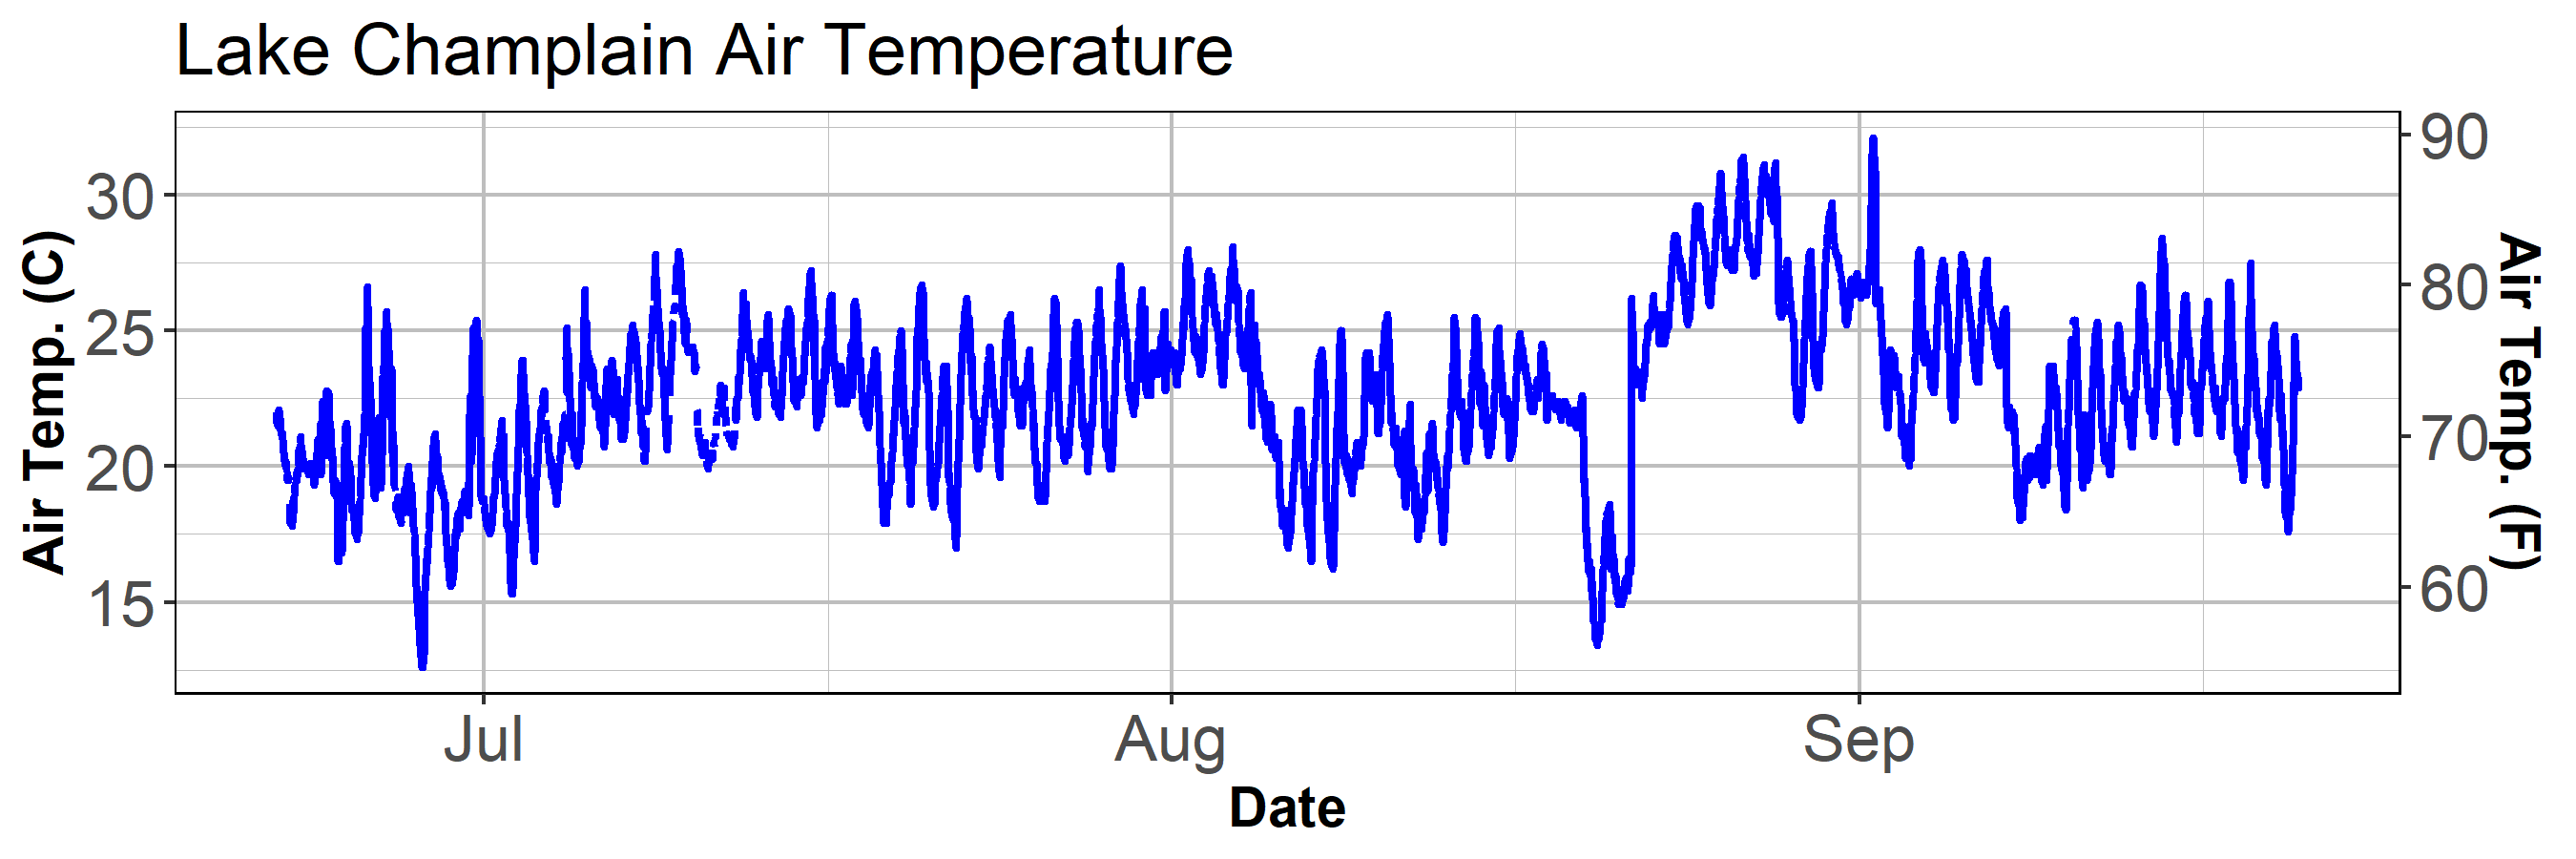 Lake Champlain Air Temperature
Air Temp. (C)
30
25
20
15
90
80
70
60
Air Temp. (F)
Jul
Aug
Sep
Date